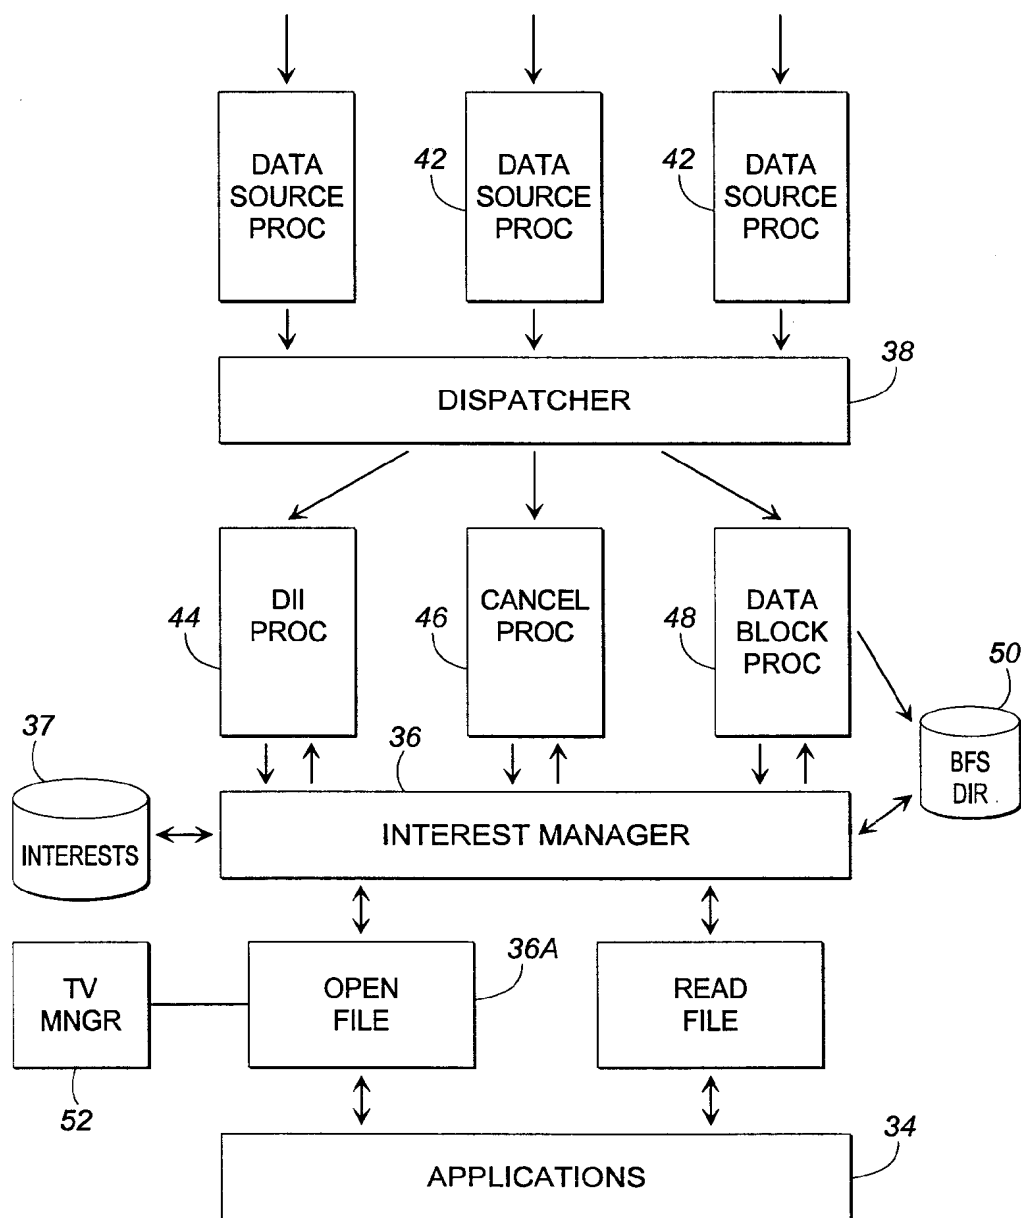 DATA
SOURCE
PROC
42
DATA
SOURCE
PROC
42
DATA
SOURCE
PROC
38
DISPATCHER
44
DII
PROC
46
CANCEL
PROC
48
DATA
BLOCK
PROC
50
BFS
DIR.
37
INTERESTS
36
INTEREST MANAGER
TV
MNGR
52
OPEN
FILE
36A
READ
FILE
34
APPLICATIONS